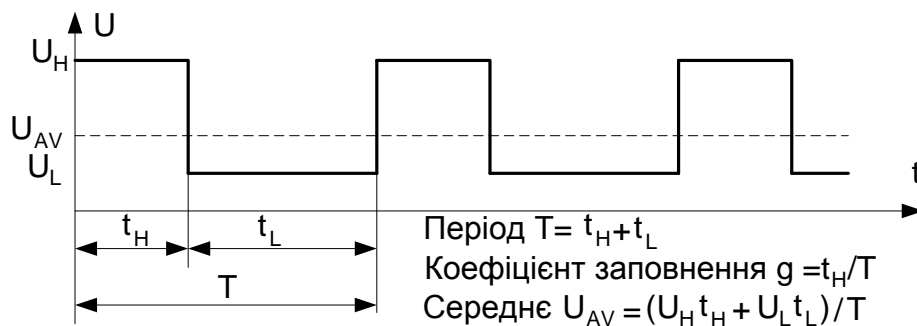 U
U_H
U_AV
U_L
t
t_H t_L
T
Період T= t_H+t_L
Коефіцієнт заповнення g =t_H/T
Середнє U_AV =(U_H t_H + U_L t_L)/T